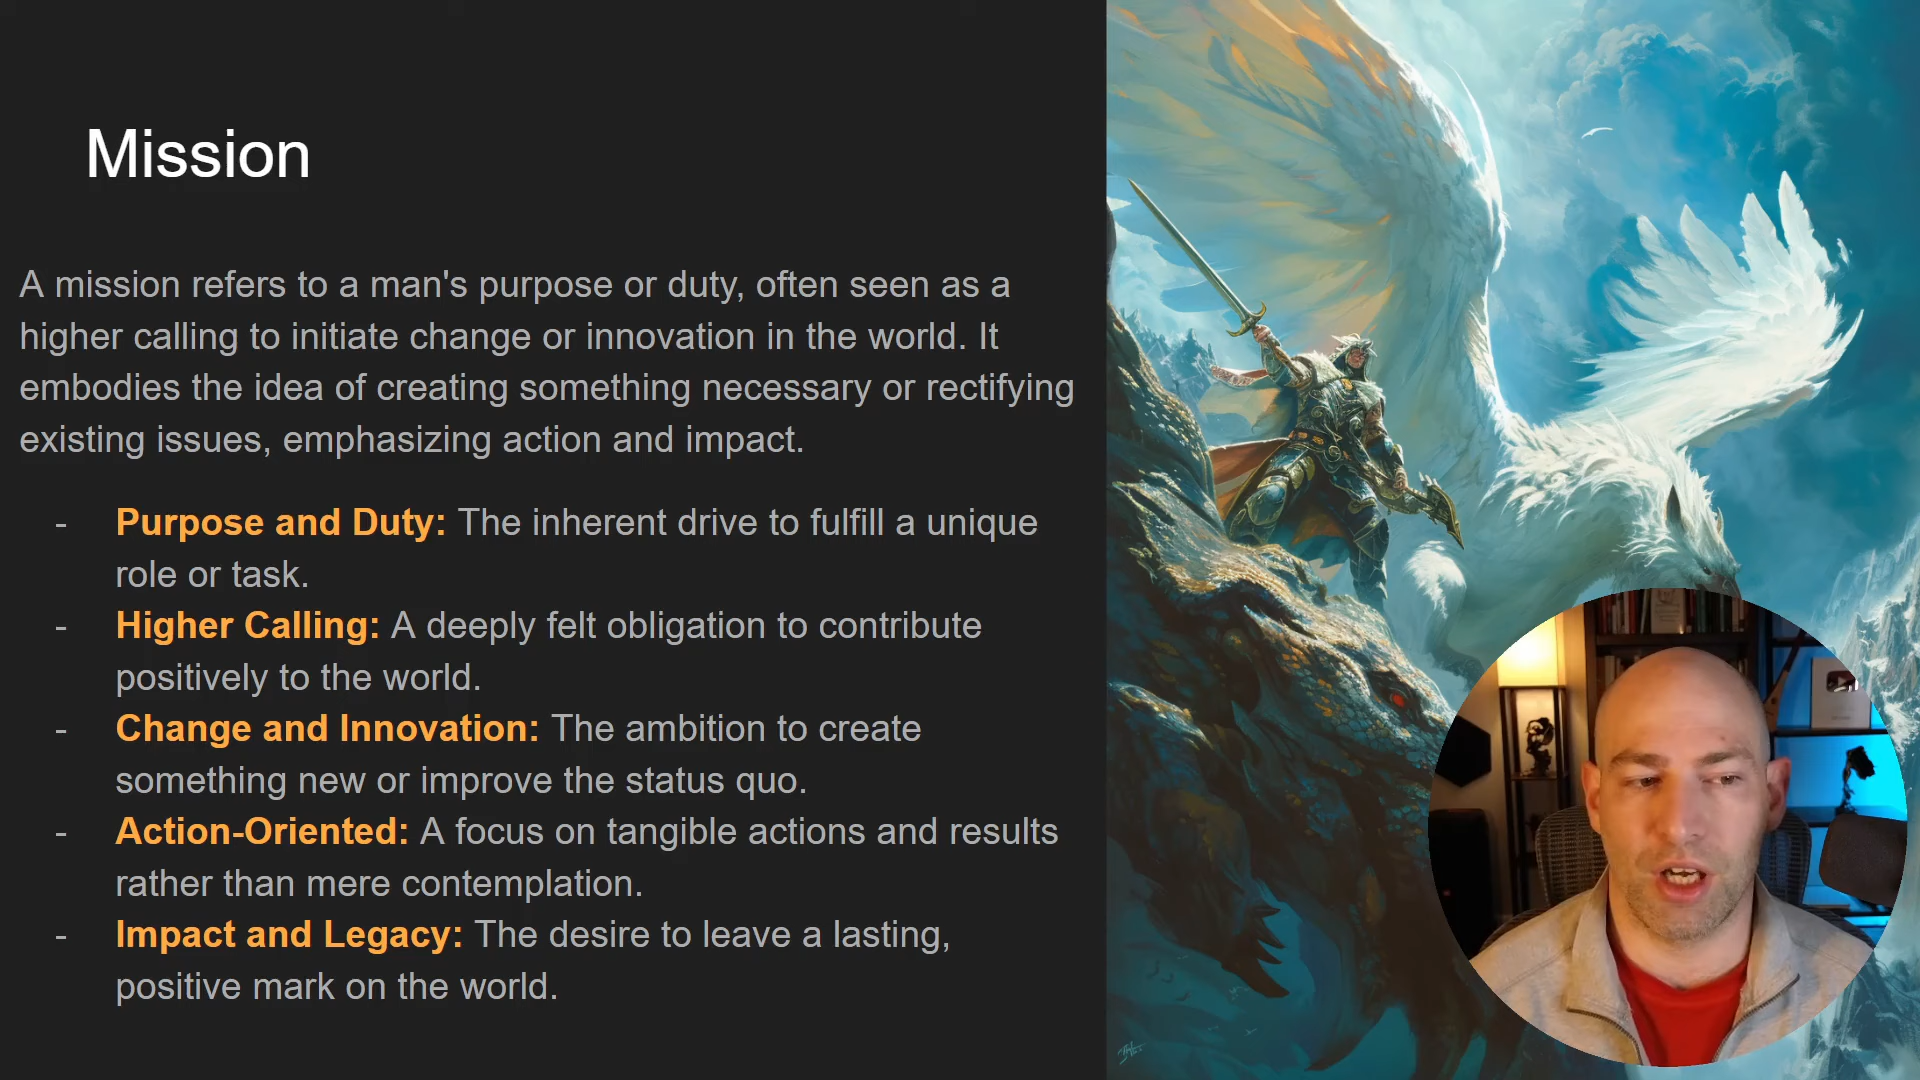 Mission
A mission refers to a man's purpose or duty, often seen as a
higher calling to initiate change or innovation in the world. It
embodies the idea of creating something necessary or rectifying
existing issues, emphasizing action and impact.
- Purpose and Duty: The inherent drive to fulfill a unique
role or task.
- Higher Calling: A deeply felt obligation to contribute
positively to the world.
- Change and Innovation: The ambition to create
something new or improve the status quo.
- Action-Oriented: A focus on tangible actions and results
rather than mere contemplation.
- Impact and Legacy: The desire to leave a lasting,
positive mark on the world.